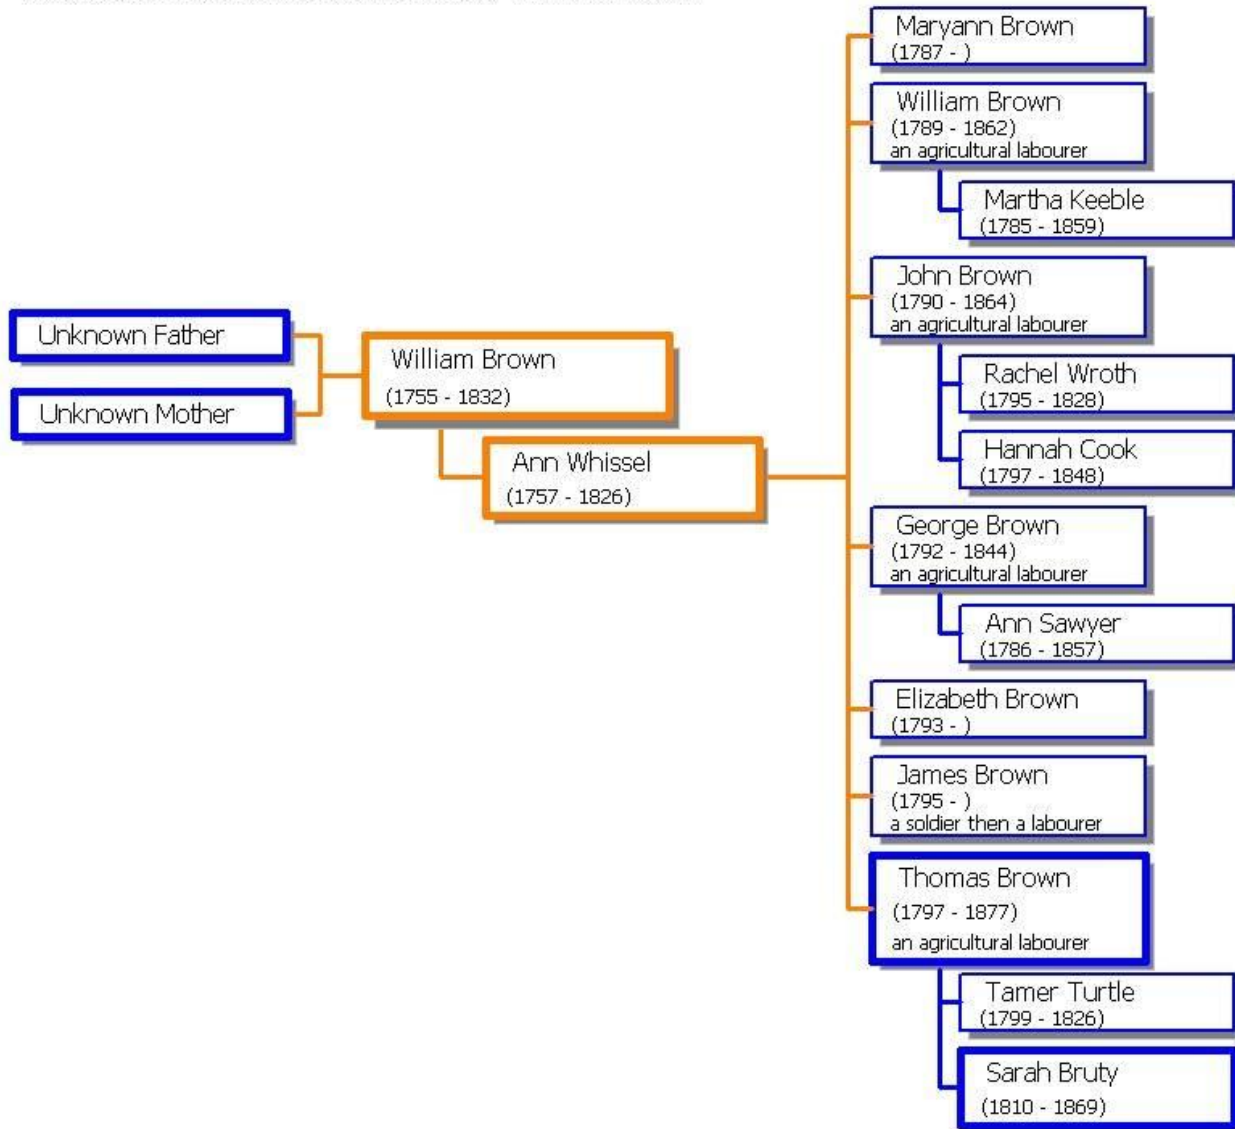 Maryann Brown
(1787 - )
William Brown
(1789 - 1862)
an agricultural labourer
Martha Keeble
(1785 - 1859)
John Brown
(1790 - 1864)
an agricultural labourer
Rachel Wroth
(1795 - 1828)
Hannah Cook
(1797 - 1848)
Unknown Father
Unknown Mother
William Brown
(1755 - 1832)
Ann Whissel
(1757 - 1826)
George Brown
(1792 - 1844)
an agricultural labourer
Ann Sawyer
(1786 - 1857)
Elizabeth Brown
(1793 - )
James Brown
(1795 - )
a soldier then a labourer
Thomas Brown
(1797 - 1877)
an agricultural labourer
Tamer Turtle
(1799 - 1826)
Sarah Bruty
(1810 - 1869)